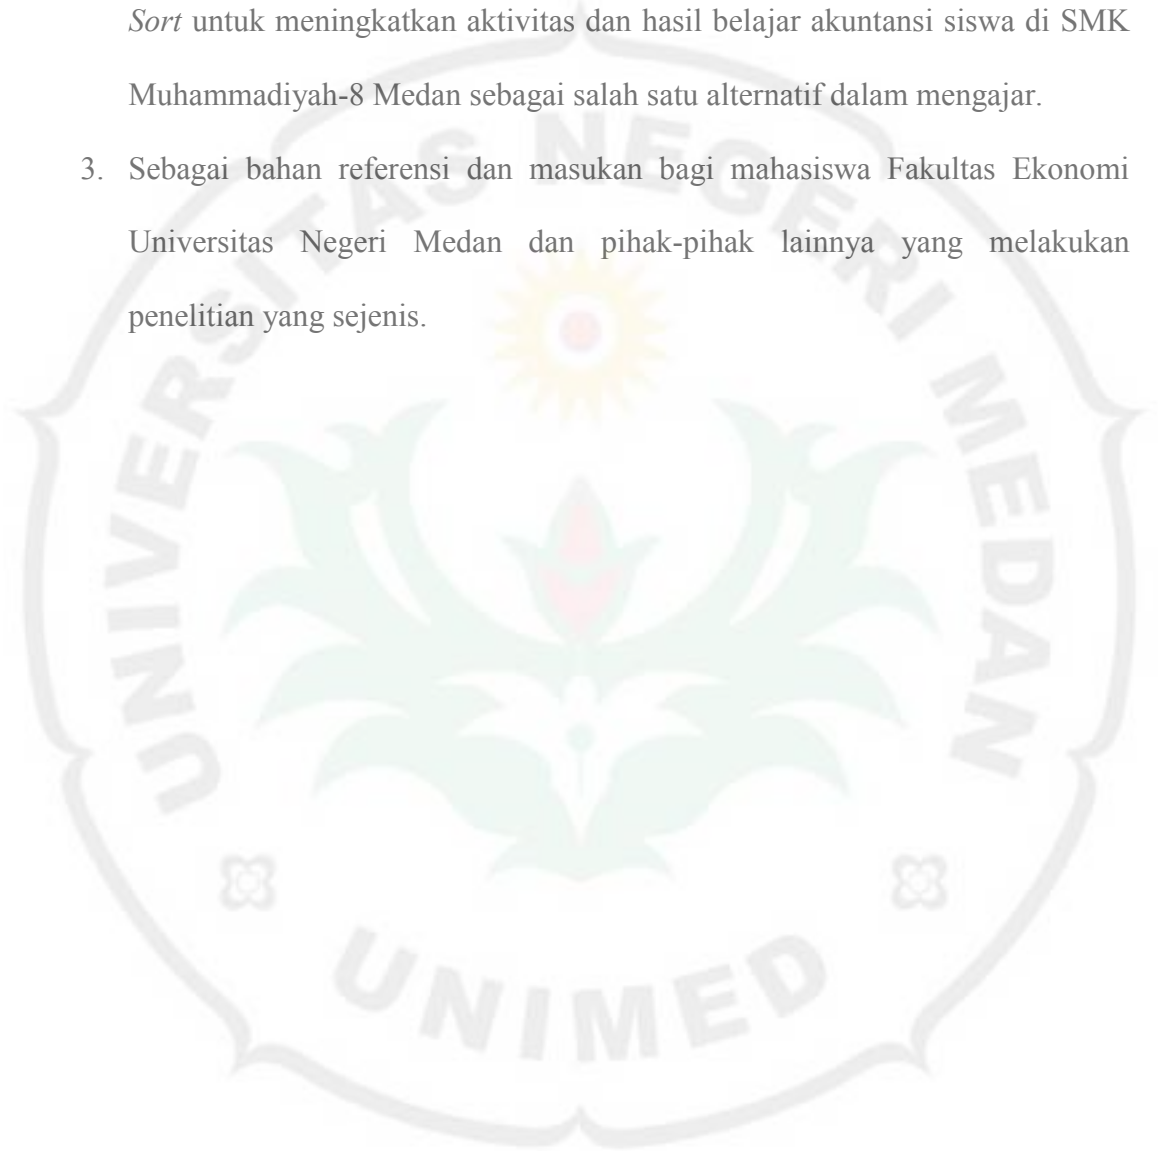 Sort untuk meningkatkan aktivitas dan hasil belajar akuntansi siswa di SMK
Muhammadiyah-8 Medan sebagai salah satu alternatif dalam mengajar.
3. Sebagai bahan referensi dan masukan bagi mahasiswa Fakultas Ekonomi
Universitas Negeri Medan dan pihak-pihak lainnya yang melakukan
penelitian yang sejenis.
UNIVERSITAS NEGERI MEDAN
UNIMED